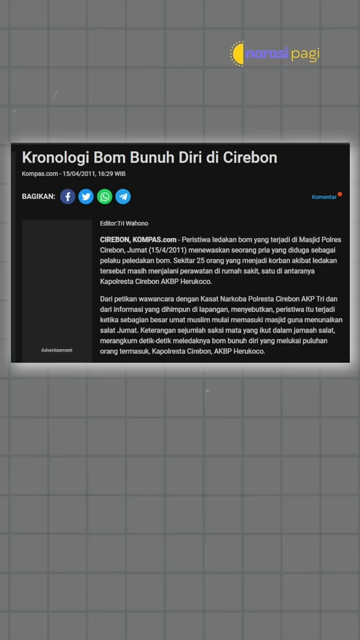 narasi pagi
Kronologi Bom Bunuh Diri di Cirebon
Kompas.com - 15/04/2011, 16:29 WIB
BAGIKAN:
Komentar
Editor:Tri Wahono
CIREBON, KOMPAS.com - Peristiwa ledakan bom yang terjadi di Masjid Polres
Cirebon, Jumat (15/4/2011) menewaskan seorang pria yang diduga sebagai
pelaku peledakan bom. Sekitar 25 orang yang menjadi korban akibat ledakan
tersebut masih menjalani perawatan di rumah sakit, satu di antaranya
Kapolresta Cirebon AKBP Herukoco.
Dari petikan wawancara dengan Kasat Narkoba Polresta Cirebon AKP Tri dan
dari informasi yang dihimpun di lapangan, menyebutkan, peristiwa itu terjadi
ketika sebagian besar umat muslim mulai memasuki masjid guna menunaikan
salat Jumat. Keterangan sejumlah saksi mata yang ikut dalam jamaah salat,
merangkum detik-detik meledaknya bom bunuh diri yang melukai puluhan
orang termasuk, Kapolresta Cirebon, AKBP Herukoco.
Advertisement